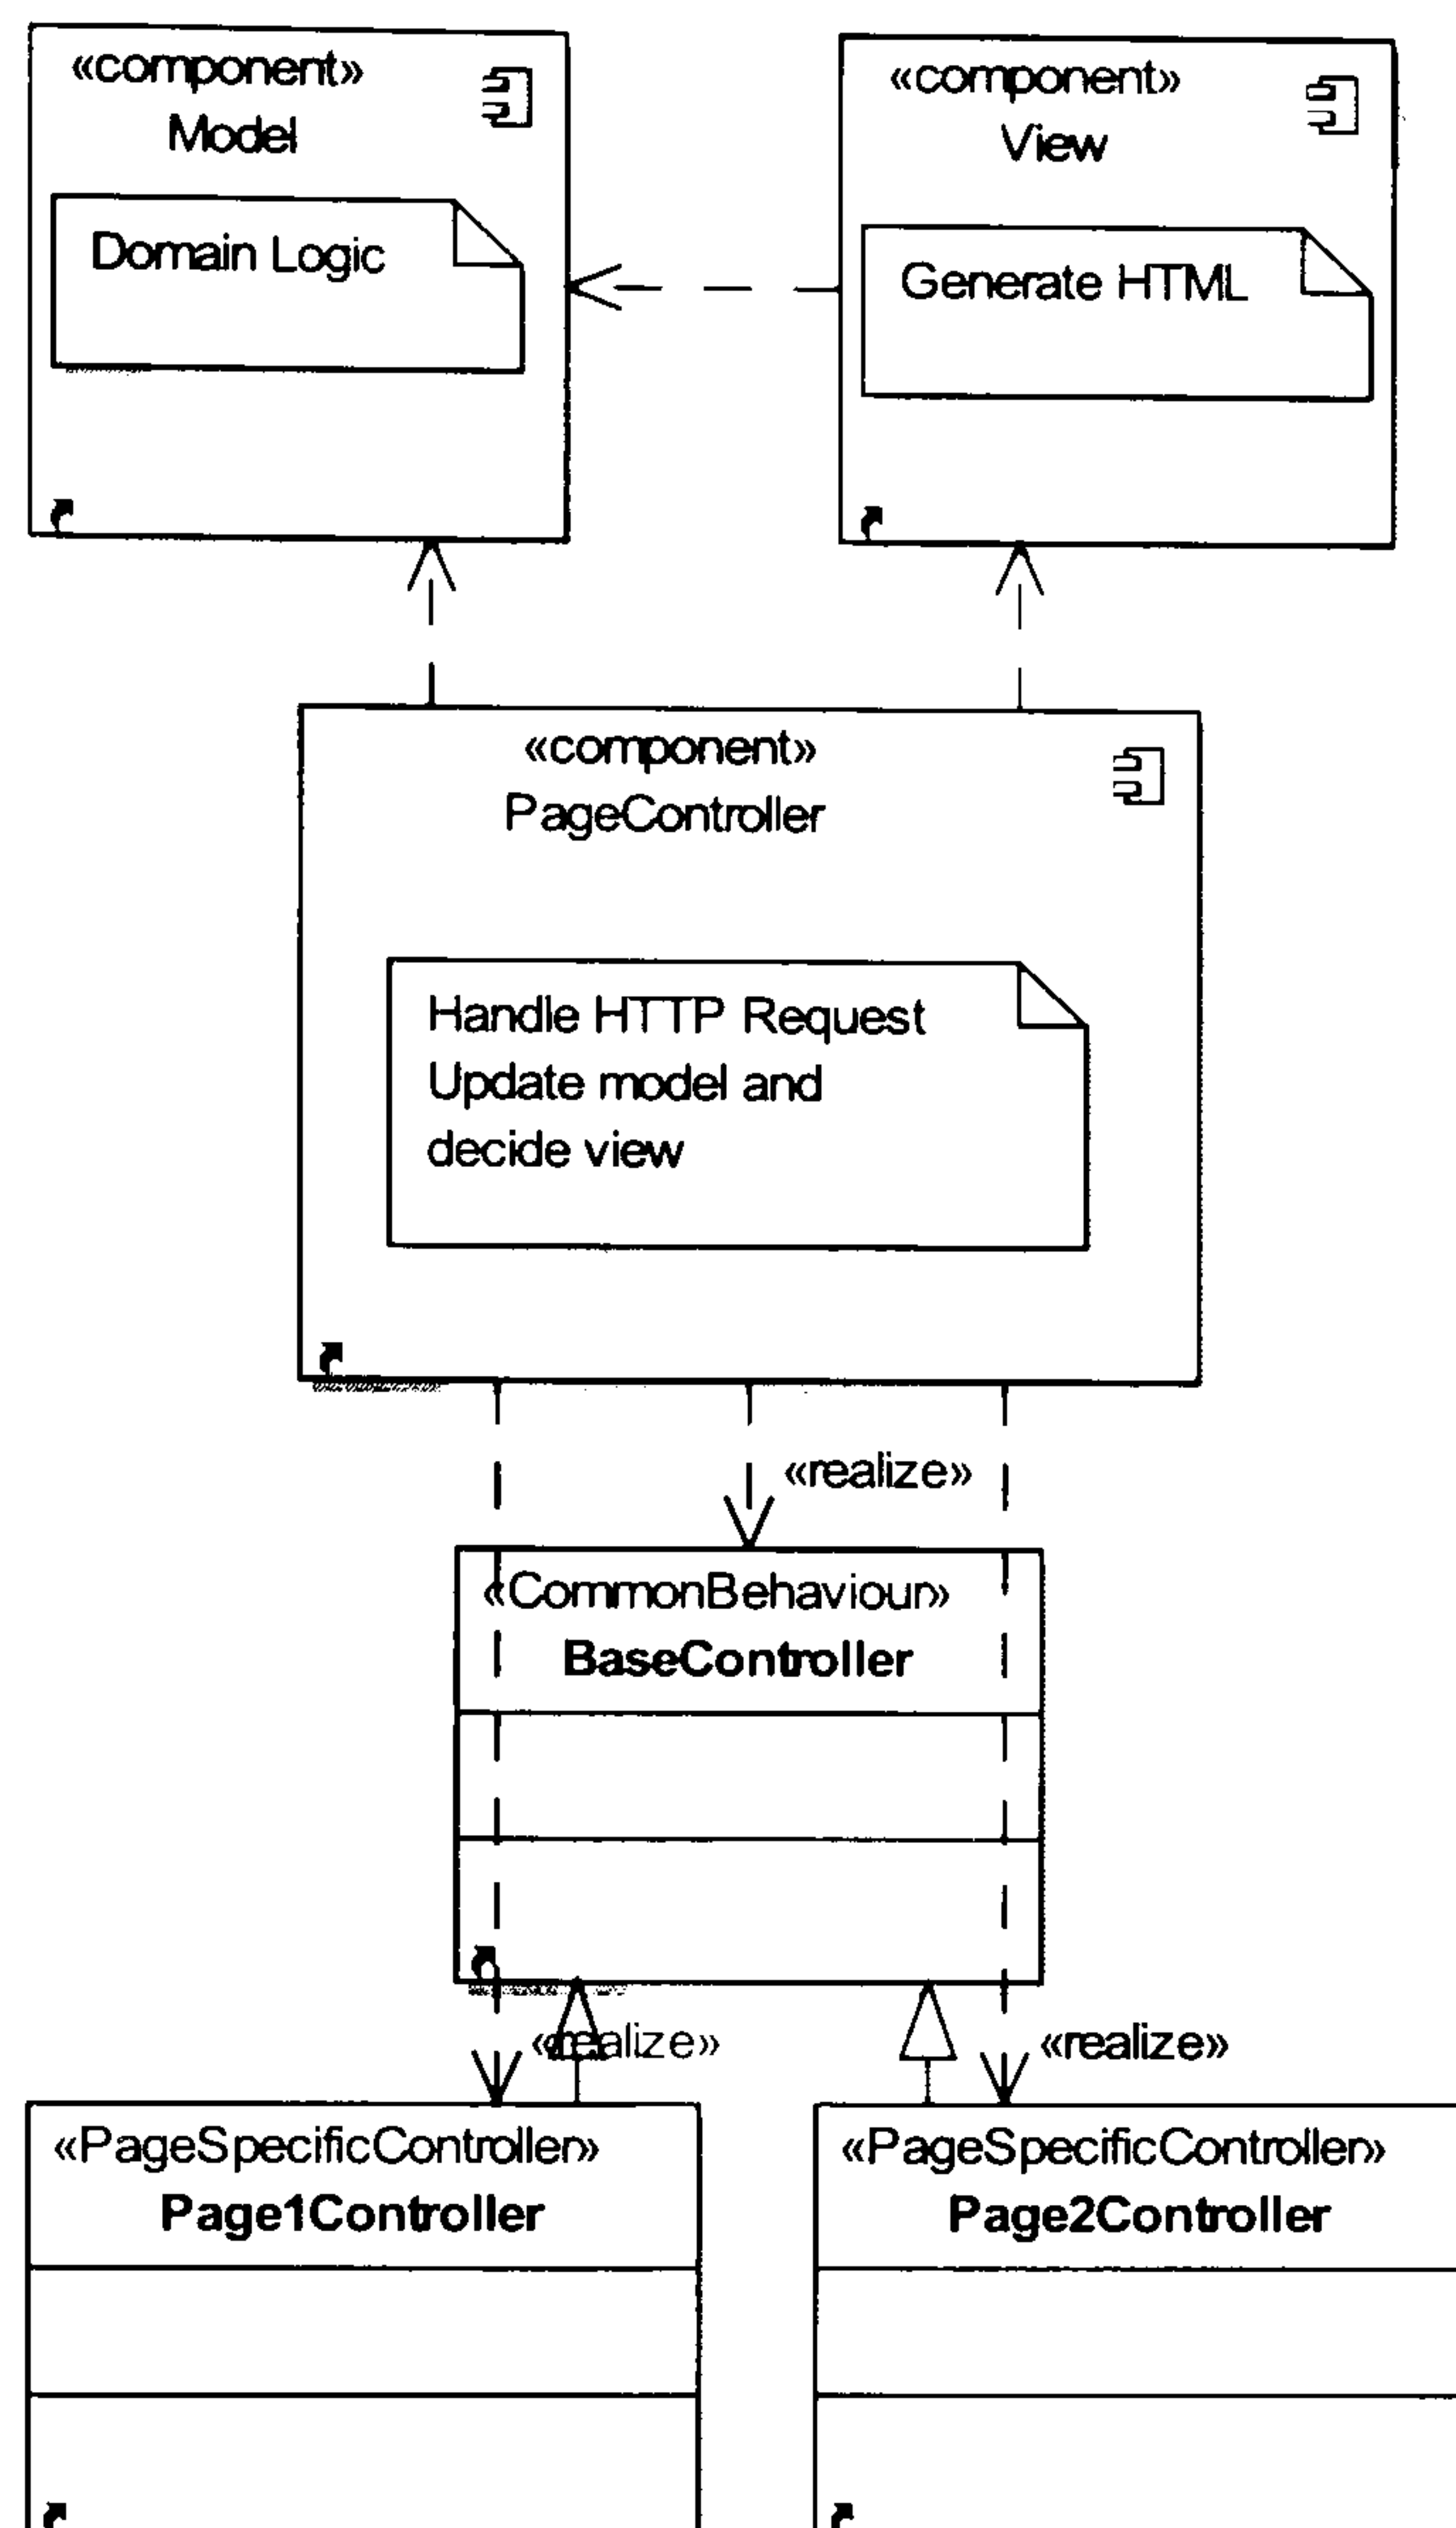 «component»
Model
Domain Logic
«component»
View
Generate HTML
«component»
PageController
Handle HTTP Request
Update model and
decide view
«realize»
«CommonBehaviour»
BaseController
«realize»
«realize»
«PageSpecificController»
Page1Controller
«PageSpecificController»
Page2Controller